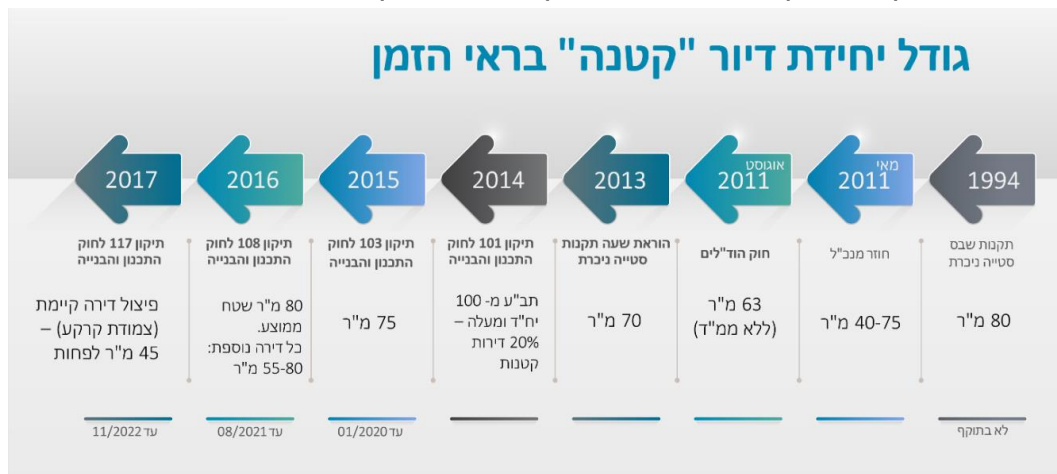 גודל יחידת דיור "קטנה" בראי הזמן
1994
תקנות שבס
סטייה ניכרת
80 מ"ר
לא בתוקף
מאי
2011
חוזר מנכ"ל
40-75 מ"ר
אוגוסט
2011
חוק הוד"לים
63 מ"ר
(ללא ממ"ד)
2013
הוראת שעה תקנות
סטייה ניכרת
70 מ"ר
2014
תיקון 101 לחוק
התכנון והבנייה
תב"ע מ- 100
יח"ד ומעלה –
20% דירות
קטנות
2015
תיקון 103 לחוק
התכנון והבנייה
75 מ"ר
עד 01/2020
2016
תיקון 108 לחוק
התכנון והבנייה
80 מ"ר שטח
ממוצע.
כל דירה נוספת:
55-80 מ"ר
עד 08/2021
2017
תיקון 117 לחוק
התכנון והבנייה
פיצול דירה קיימת
(צמודת קרקע) –
45 מ"ר לפחות
עד 11/2022